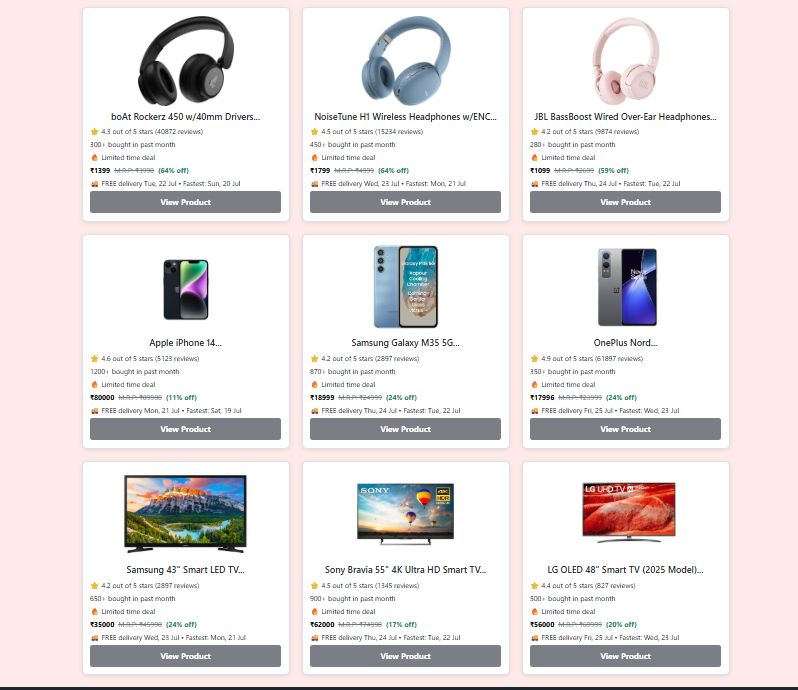 boAt Rockerz 450 w/40mm Drivers...
⭐ 4.3 out of 5 stars (40872 reviews)
300+ bought in past month
🔥 Limited time deal
₹1399 M.R.P: ₹3990 (64% off)
🚚 FREE delivery Tue, 22 Jul • Fastest: Sun, 20 Jul
View Product
NoiseTune H1 Wireless Headphones w/ENC...
⭐ 4.5 out of 5 stars (15234 reviews)
450+ bought in past month
🔥 Limited time deal
₹1799 M.R.P: ₹4999 (64% off)
🚚 FREE delivery Wed, 23 Jul • Fastest: Mon, 21 Jul
View Product
JBL BassBoost Wired Over-Ear Headphones...
⭐ 4.2 out of 5 stars (9874 reviews)
280+ bought in past month
🔥 Limited time deal
₹1099 M.R.P: ₹2699 (59% off)
🚚 FREE delivery Thu, 24 Jul • Fastest: Tue, 22 Jul
View Product
Apple iPhone 14...
⭐ 4.6 out of 5 stars (5123 reviews)
1200+ bought in past month
🔥 Limited time deal
₹80000 M.R.P: (11% off)
🚚 FREE delivery Mon, 21 Jul • Fastest: Sat, 19 Jul
View Product
Galaxy M35 5G
Vapour
Cooling
Chamber
Samsung Galaxy M35 5G...
⭐ 4.2 out of 5 stars (2897 reviews)
870+ bought in past month
🔥 Limited time deal
₹18999 M.R.P: ₹24999 (24% off)
🚚 FREE delivery Thu, 24 Jul • Fastest: Tue, 22 Jul
View Product
OnePlus Nord...
⭐ 4.9 out of 5 stars (61897 reviews)
350+ bought in past month
🔥 Limited time deal
₹17996 M.R.P: ₹23999 (24% off)
🚚 FREE delivery Fri, 25 Jul • Fastest: Wed, 23 Jul
View Product
Samsung 43" Smart LED TV...
⭐ 4.2 out of 5 stars (2897 reviews)
650+ bought in past month
🔥 Limited time deal
₹35000 M.R.P: (24% off)
🚚 FREE delivery Wed, 23 Jul • Fastest: Mon, 21 Jul
View Product
SONY
4K
HDR
Sony Bravia 55" 4K Ultra HD Smart TV...
⭐ 4.5 out of 5 stars (1345 reviews)
900+ bought in past month
🔥 Limited time deal
₹62000 M.R.P: (17% off)
🚚 FREE delivery Thu, 24 Jul • Fastest: Tue, 22 Jul
View Product
LG UHD TV
LG OLED 48" Smart TV (2025 Model)...
⭐ 4.4 out of 5 stars (827 reviews)
500+ bought in past month
🔥 Limited time deal
₹56000 M.R.P: ₹69999 (20% off)
🚚 FREE delivery Fri, 25 Jul • Fastest: Wed, 23 Jul
View Product